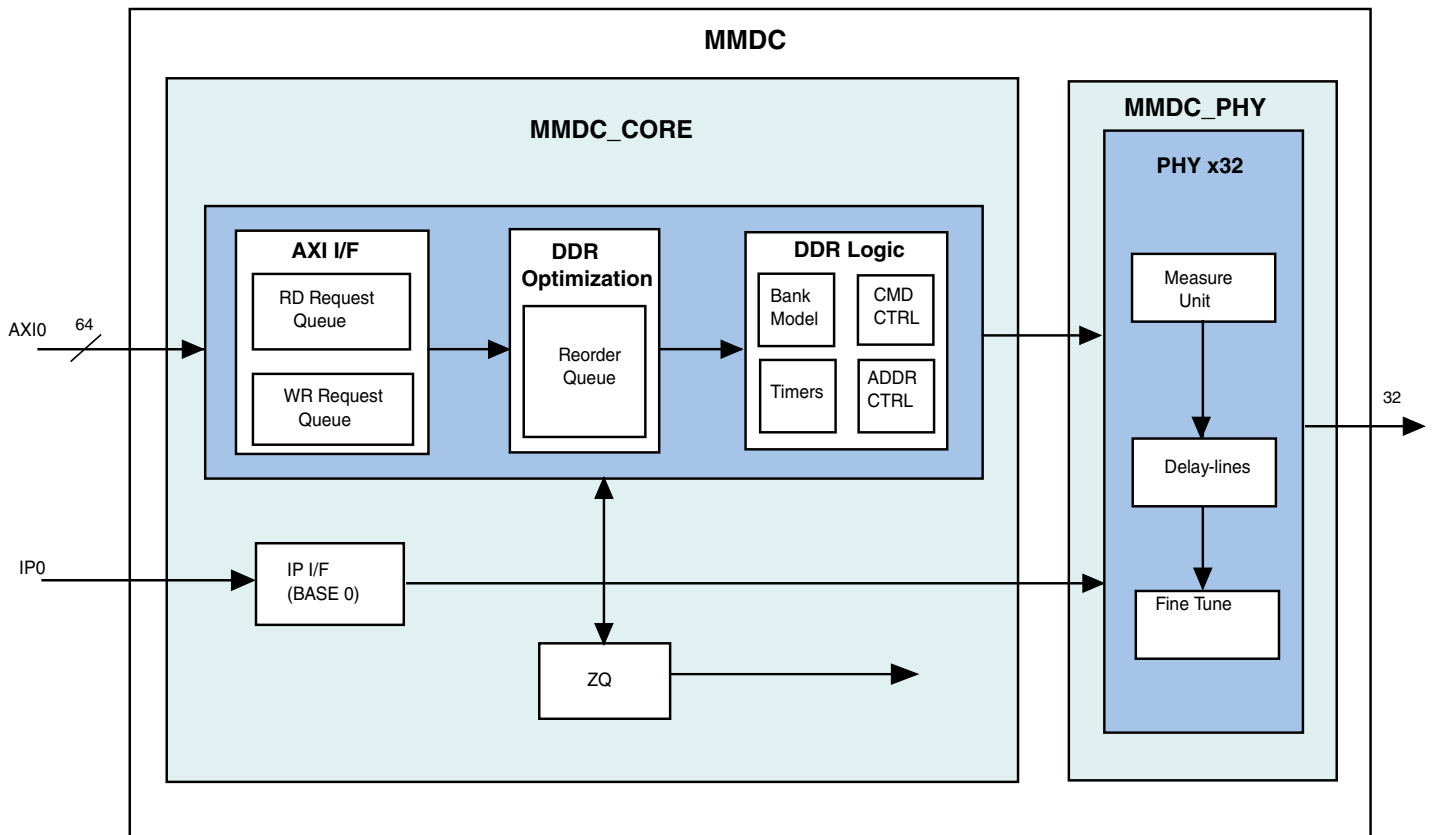 MMDC
MMDC_CORE
MMDC_PHY
PHY x32
AXI I/F
RD Request
Queue
WR Request
Queue
DDR
Optimization
Reorder
Queue
DDR Logic
Bank
Model
CMD
CTRL
Timers
ADDR
CTRL
Measure
Unit
Delay-lines
Fine Tune
AXI0
64
32
IP0
IP I/F
(BASE 0)
ZQ